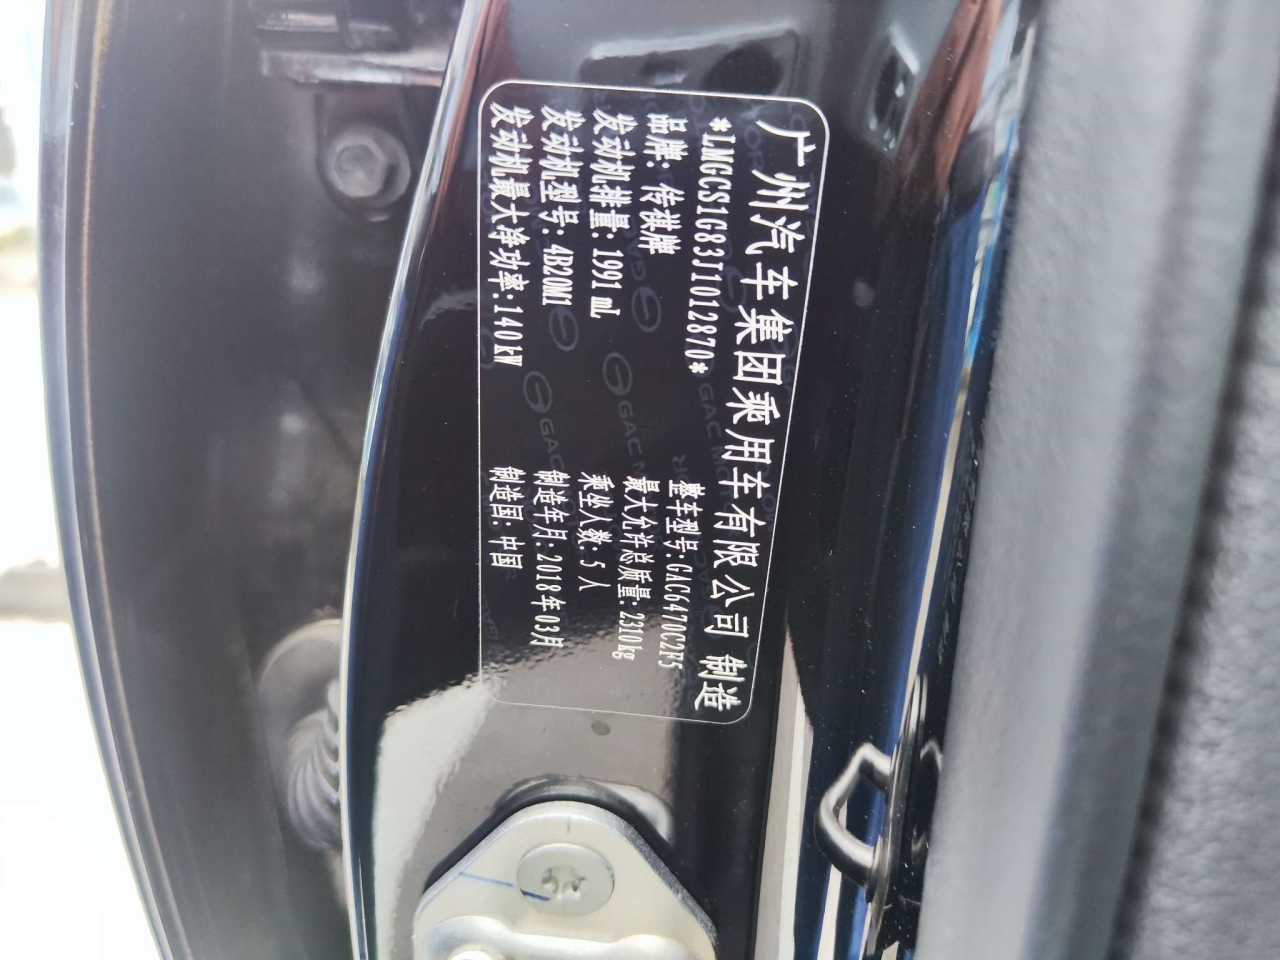 广州汽车集团乘用车有限公司 制造
*LMGCS1G83J1012870*
品牌：传祺牌
整车型号：GAC6470C2F5
发动机排量：1991 mL
最大允许总质量：2310kg
发动机型号：4B20M1
乘坐人数：5 人
发动机最大净功率：140kW
制造年月：2018年03月
制造国：中国
GAC MOTOR